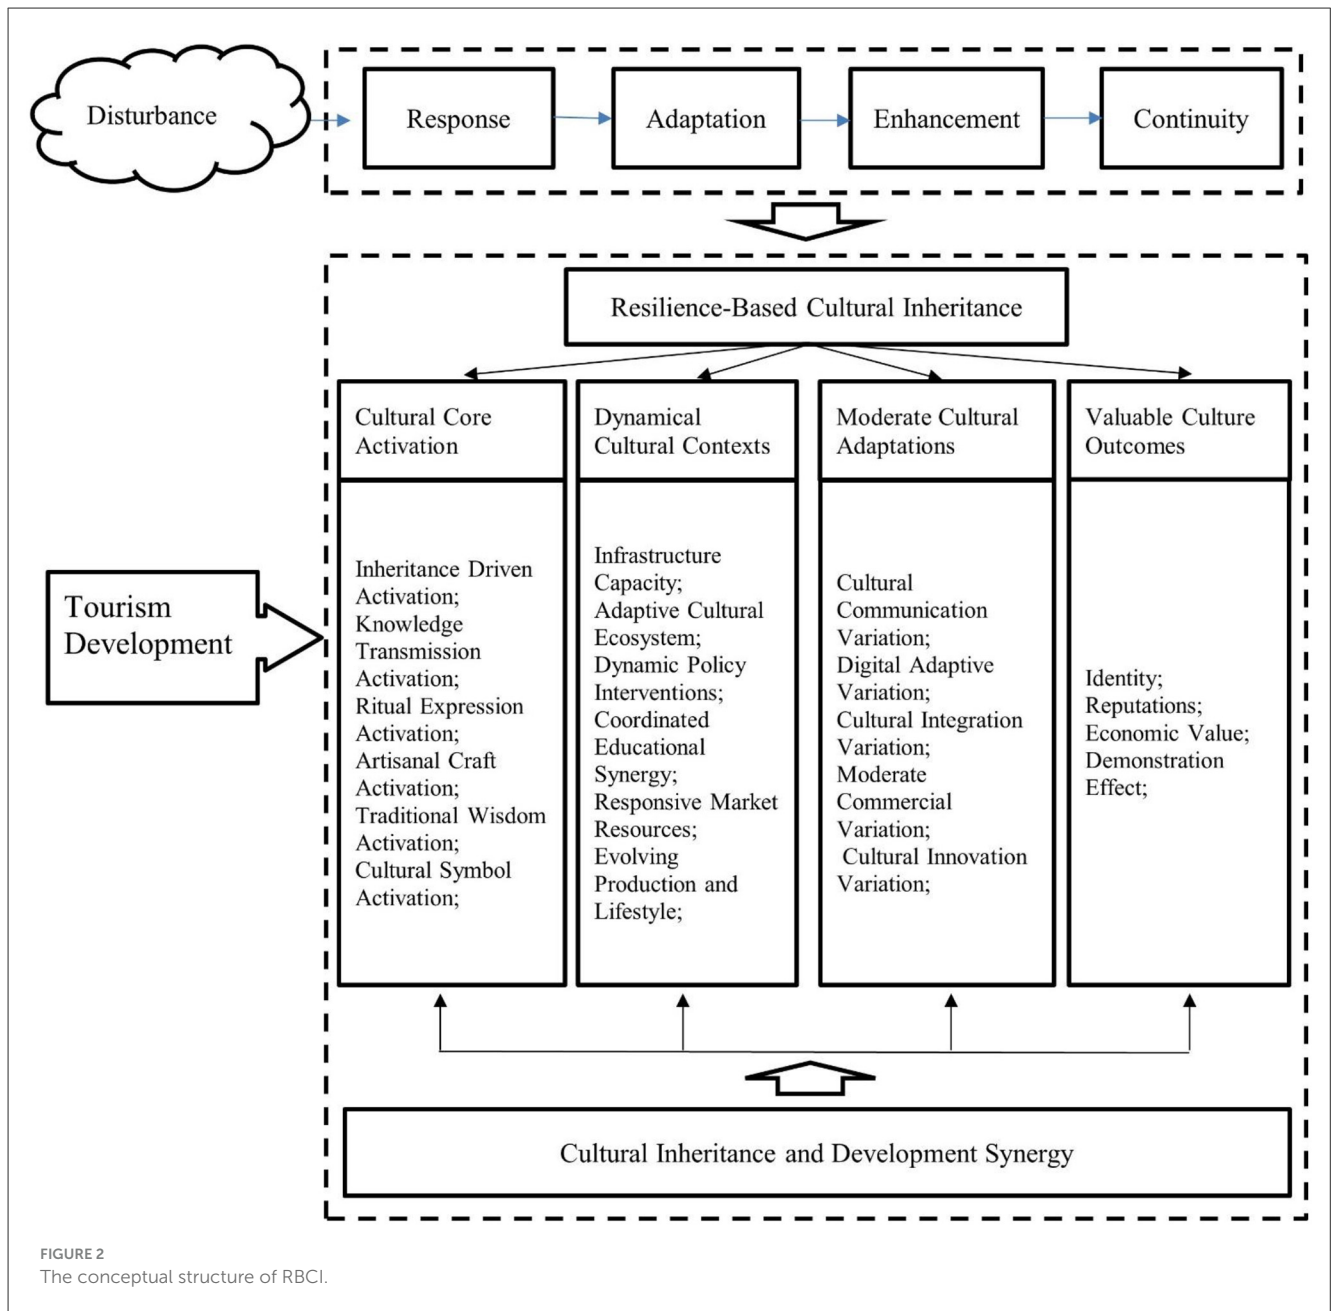 Disturbance
Response
Adaptation
Enhancement
Continuity
Resilience-Based Cultural Inheritance
Cultural Core
Activation
Dynamical
Cultural Contexts
Moderate Cultural
Adaptations
Valuable Culture
Outcomes
Tourism
Development
Inheritance Driven
Activation;
Knowledge
Transmission
Activation;
Ritual Expression
Activation;
Artisanal Craft
Activation;
Traditional Wisdom
Activation;
Cultural Symbol
Activation;
Infrastructure
Capacity;
Adaptive Cultural
Ecosystem;
Dynamic Policy
Interventions;
Coordinated
Educational
Synergy;
Responsive Market
Resources;
Evolving
Production and
Lifestyle;
Cultural
Communication
Variation;
Digital Adaptive
Variation;
Cultural Integration
Variation;
Moderate
Commercial
Variation;
Cultural Innovation
Variation;
Identity;
Reputations;
Economic Value;
Demonstration
Effect;
Cultural Inheritance and Development Synergy
FIGURE 2
The conceptual structure of RBCI.